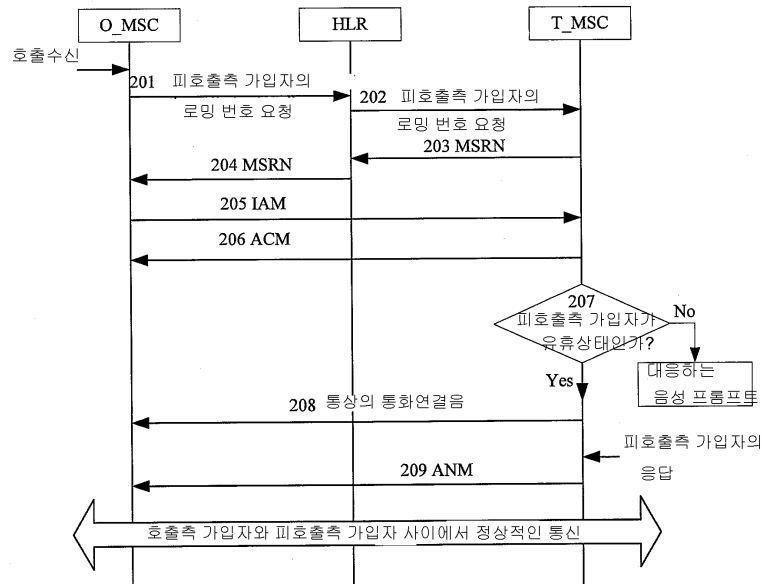 O_MSC
HLR
T_MSC
호출수신
201 피호출측 가입자의
로밍 번호 요청
202 피호출측 가입자의
로밍 번호 요청
203 MSRN
204 MSRN
205 IAM
206 ACM
207
피호출측 가입자가
유휴상태인가?
No
Yes
대응하는
음성 프롬프트
208 통상의 통화연결음
피호출측 가입자의
응답
209 ANM
호출측 가입자와 피호출측 가입자 사이에서 정상적인 통신